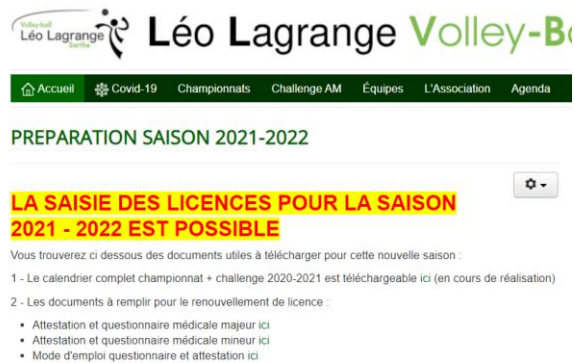 Volley-ball
Léo Lagrange
Sarthe
Léo Lagrange Volley-B
Accueil Covid-19 Championnats Challenge AM Équipes L'Association Agenda
PREPARATION SAISON 2021-2022
LA SAISIE DES LICENCES POUR LA SAISON
2021 - 2022 EST POSSIBLE
Vous trouverez ci dessous des documents utiles à télécharger pour cette nouvelle saison :
1 - Le calendrier complet championnat + challenge 2020-2021 est téléchargeable ici (en cours de réalisation)
2 - Les documents à remplir pour le renouvellement de licence :
• Attestation et questionnaire médicale majeur ici
• Attestation et questionnaire médicale mineur ici
• Mode d'emploi questionnaire et attestation ici